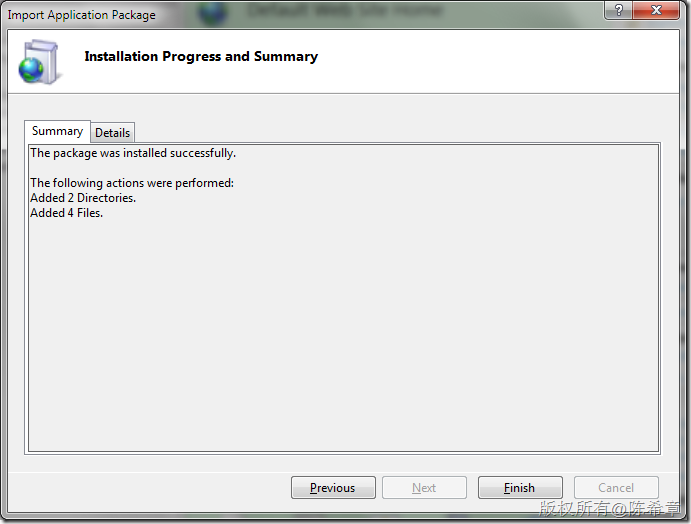 Default Web Site Home
Import Application Package
Installation Progress and Summary
Summary
Details
The package was installed successfully.
The following actions were performed:
Added 2 Directories.
Added 4 Files.
Previous
Next
Finish
Cancel
版权所有@陈希章